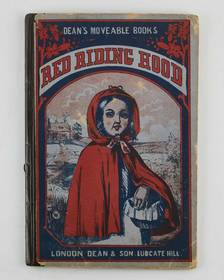 DEAN'S MOVEABLE BOOKS
RED RIDING HOOD
LONDON DEAN & SON. LUDGATE HILL